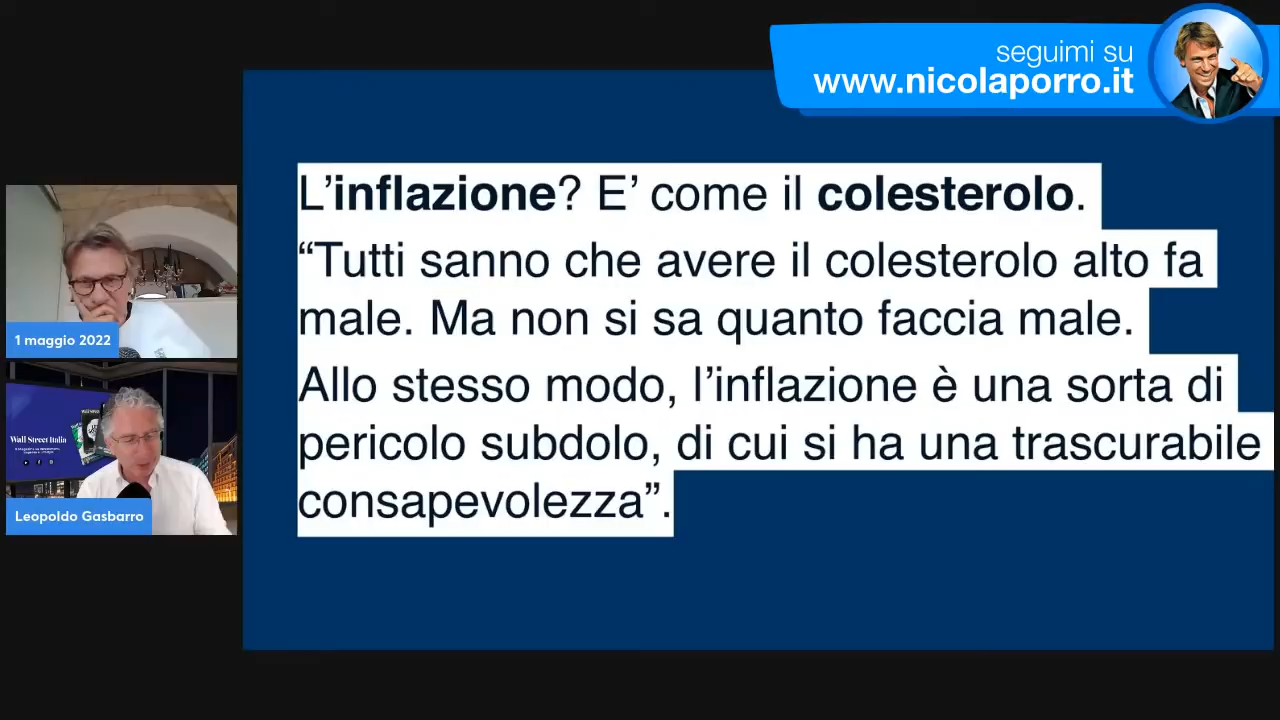 seguimi su
www.nicolaporro.it
L’inflazione? E’ come il colesterolo.
“Tutti sanno che avere il colesterolo alto fa
male. Ma non si sa quanto faccia male.
Allo stesso modo, l’inflazione è una sorta di
pericolo subdolo, di cui si ha una trascurabile
consapevolezza”.
1 maggio 2022
Wall Street Italia
Leopoldo Gasbarro